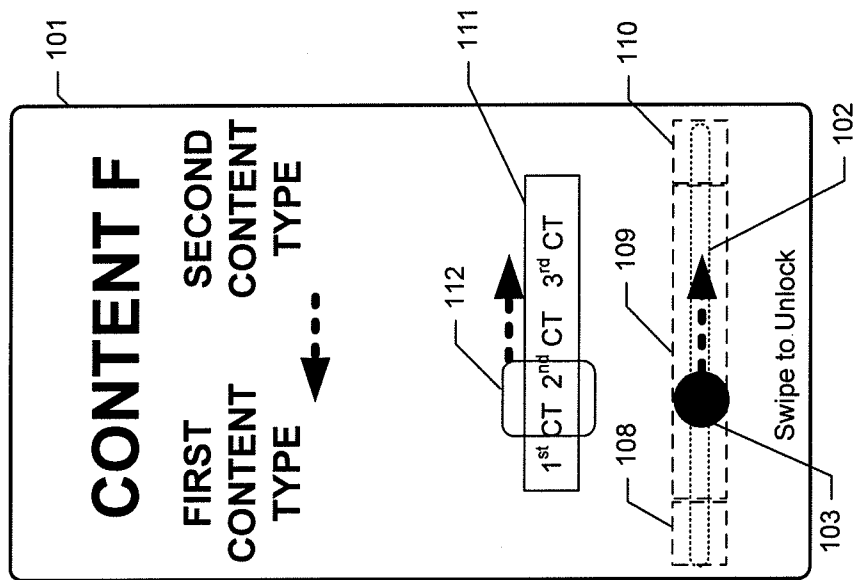 101
CONTENT F
FIRST
CONTENT
TYPE
SECOND
CONTENT
TYPE
112
111
1st CT 2nd CT 3rd CT
108
109
110
103
102
Swipe to Unlock